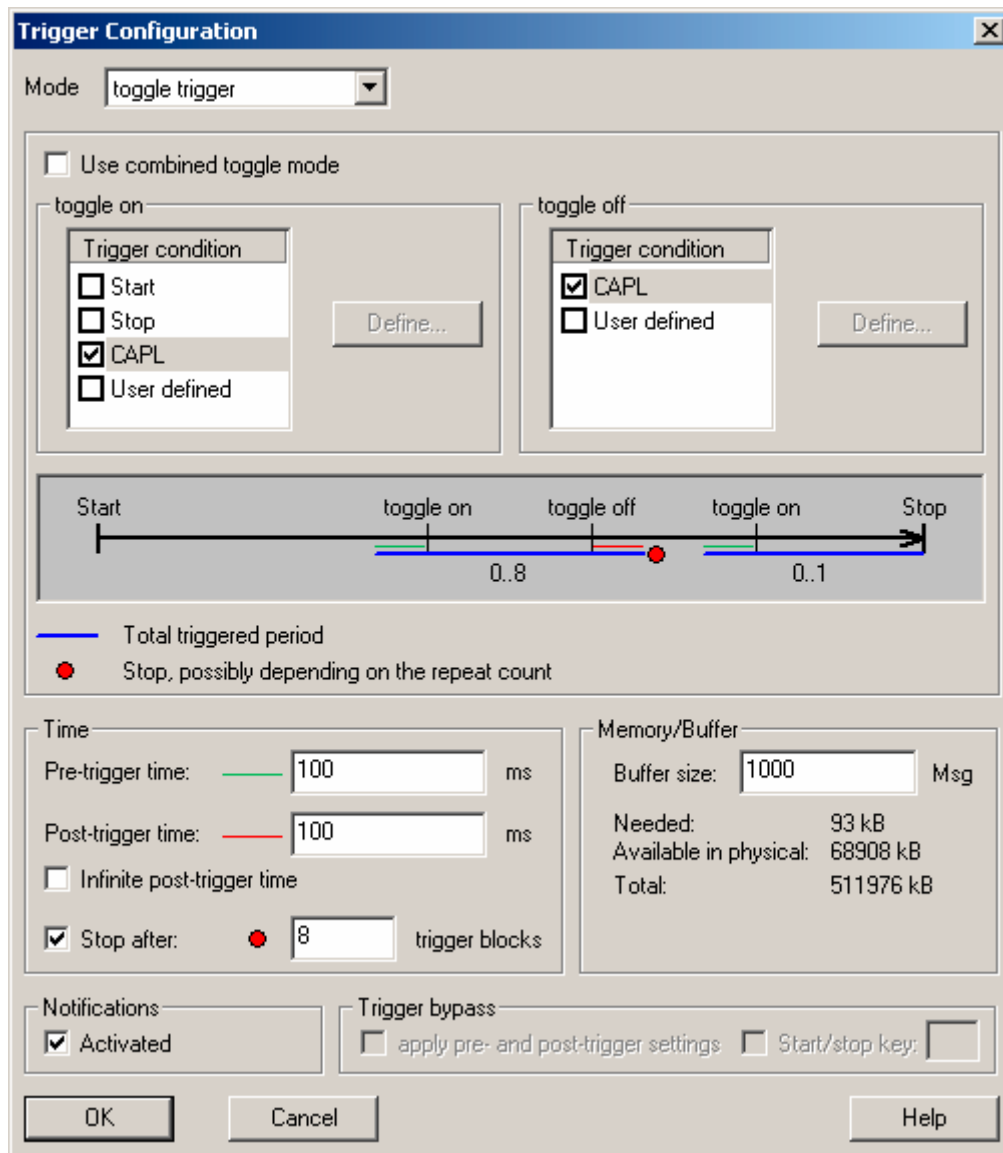 Trigger Configuration
Mode toggle trigger
Use combined toggle mode
toggle on
Trigger condition
Start
Stop
CAPL
User defined
Define...
toggle off
Trigger condition
CAPL
User defined
Define...
Start toggle on toggle off toggle on Stop
0..8 0..1
Total triggered period
Stop, possibly depending on the repeat count
Time
Pre-trigger time: 100 ms
Post-trigger time: 100 ms
Infinite post-trigger time
Stop after: 8 trigger blocks
Memory/Buffer
Buffer size: 1000 Msg
Needed: 93 kB
Available in physical: 68908 kB
Total: 511976 kB
Notifications
Activated
Trigger bypass
apply pre- and post-trigger settings Start/stop key:
OK Cancel Help